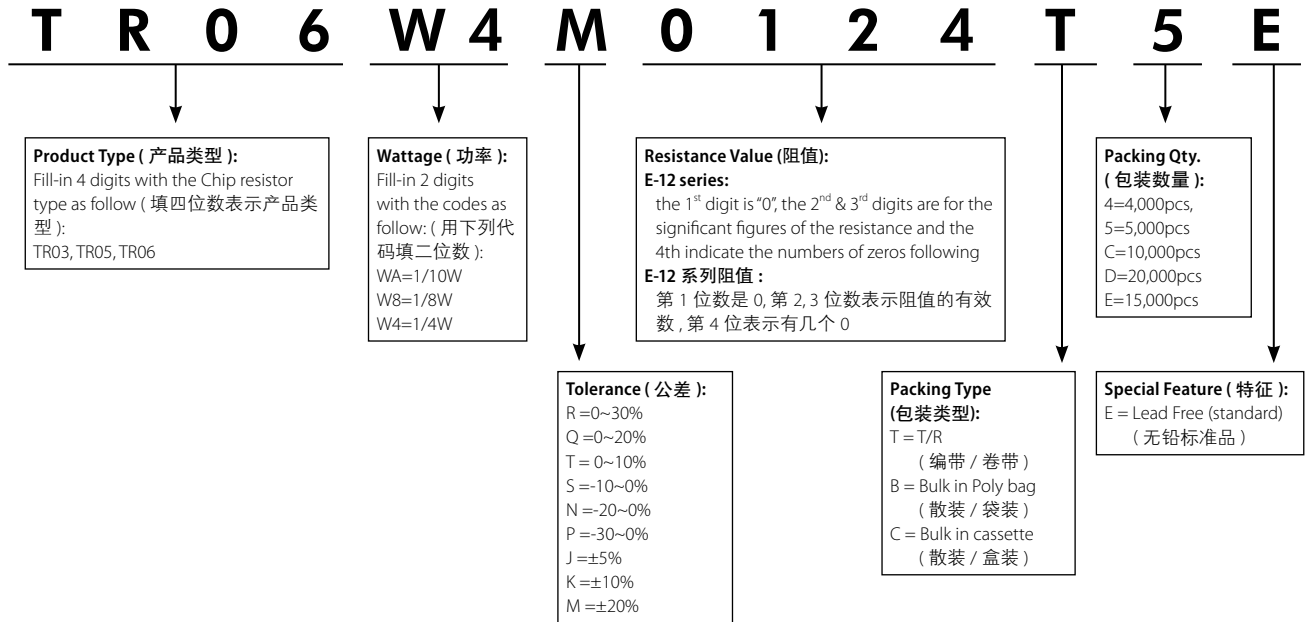 T R 0 6 W 4 M 0 1 2 4 T 5 E
Product Type ( 产品类型 ):
Fill-in 4 digits with the Chip resistor
type as follow ( 填四位数表示产品类
型 ):
TR03, TR05, TR06
Wattage ( 功率 ):
Fill-in 2 digits
with the codes as
follow: ( 用下列代
码填二位数 ):
WA=1/10W
W8=1/8W
W4=1/4W
Resistance Value (阻值):
E-12 series:
the 1st digit is “0”, the 2nd & 3rd digits are for the
significant figures of the resistance and the
4th indicate the numbers of zeros following
E-12 系列阻值 :
第 1 位数是 0, 第 2, 3 位数表示阻值的有效
数 , 第 4 位表示有几个 0
Packing Qty.
( 包装数量 ):
4=4,000pcs,
5=5,000pcs
C=10,000pcs
D=20,000pcs
E=15,000pcs
Tolerance ( 公差 ):
R =0~30%
Q =0~20%
T = 0~10%
S =-10~0%
N =-20~0%
P =-30~0%
J =±5%
K =±10%
M =±20%
Packing Type
(包装类型):
T = T/R
( 编带 / 卷带 )
B = Bulk in Poly bag
( 散装 / 袋装 )
C = Bulk in cassette
( 散装 / 盒装 )
Special Feature ( 特征 ):
E = Lead Free (standard)
( 无铅标准品 )